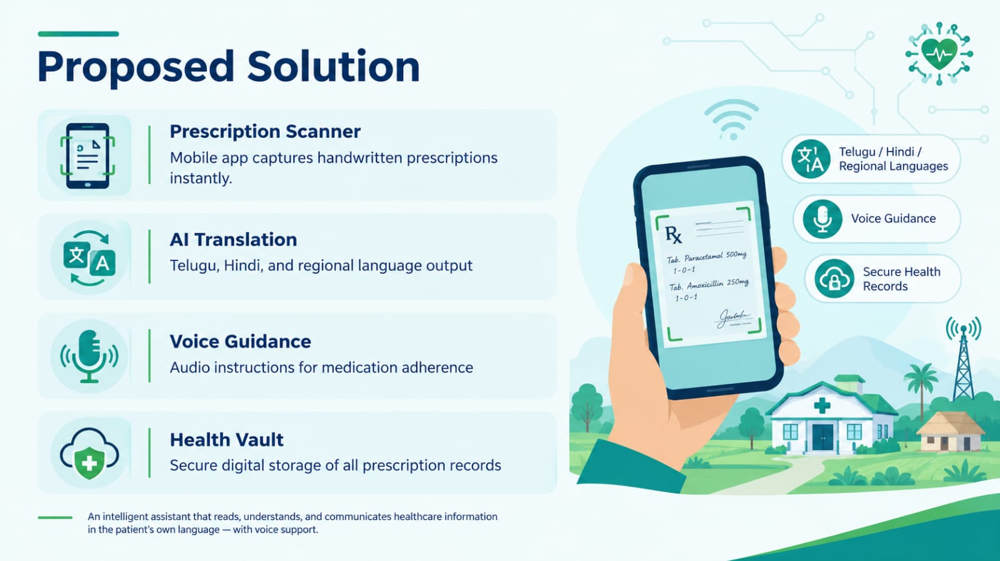 Proposed Solution
Prescription Scanner
Mobile app captures handwritten prescriptions
instantly.
文 A
AI Translation
Telugu, Hindi, and regional language output
Voice Guidance
Audio instructions for medication adherence
Health Vault
Secure digital storage of all prescription records
An intelligent assistant that reads, understands, and communicates healthcare information
in the patient's own language — with voice support.
Rx
Tab. Paracetamol 500mg
1-0-1
Tab. Amoxicillin 250mg
1-0-1
文 A
Telugu / Hindi /
Regional Languages
Voice Guidance
Secure Health
Records